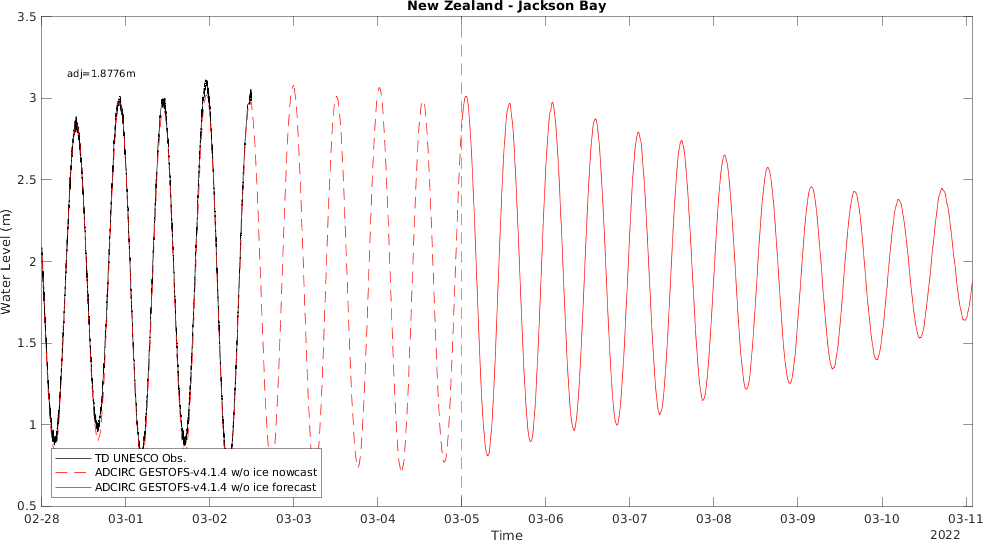 New Zealand - Jackson Bay
3.5
3
2.5
2
1.5
1
0.5
Water Level (m)
adj=1.8776m
TD UNESCO Obs.
ADCIRC GESTOFS-v4.1.4 w/o ice nowcast
ADCIRC GESTOFS-v4.1.4 w/o ice forecast
02-28 03-01 03-02 03-03 03-04 03-05 03-06 03-07 03-08 03-09 03-10 03-11
Time
2022